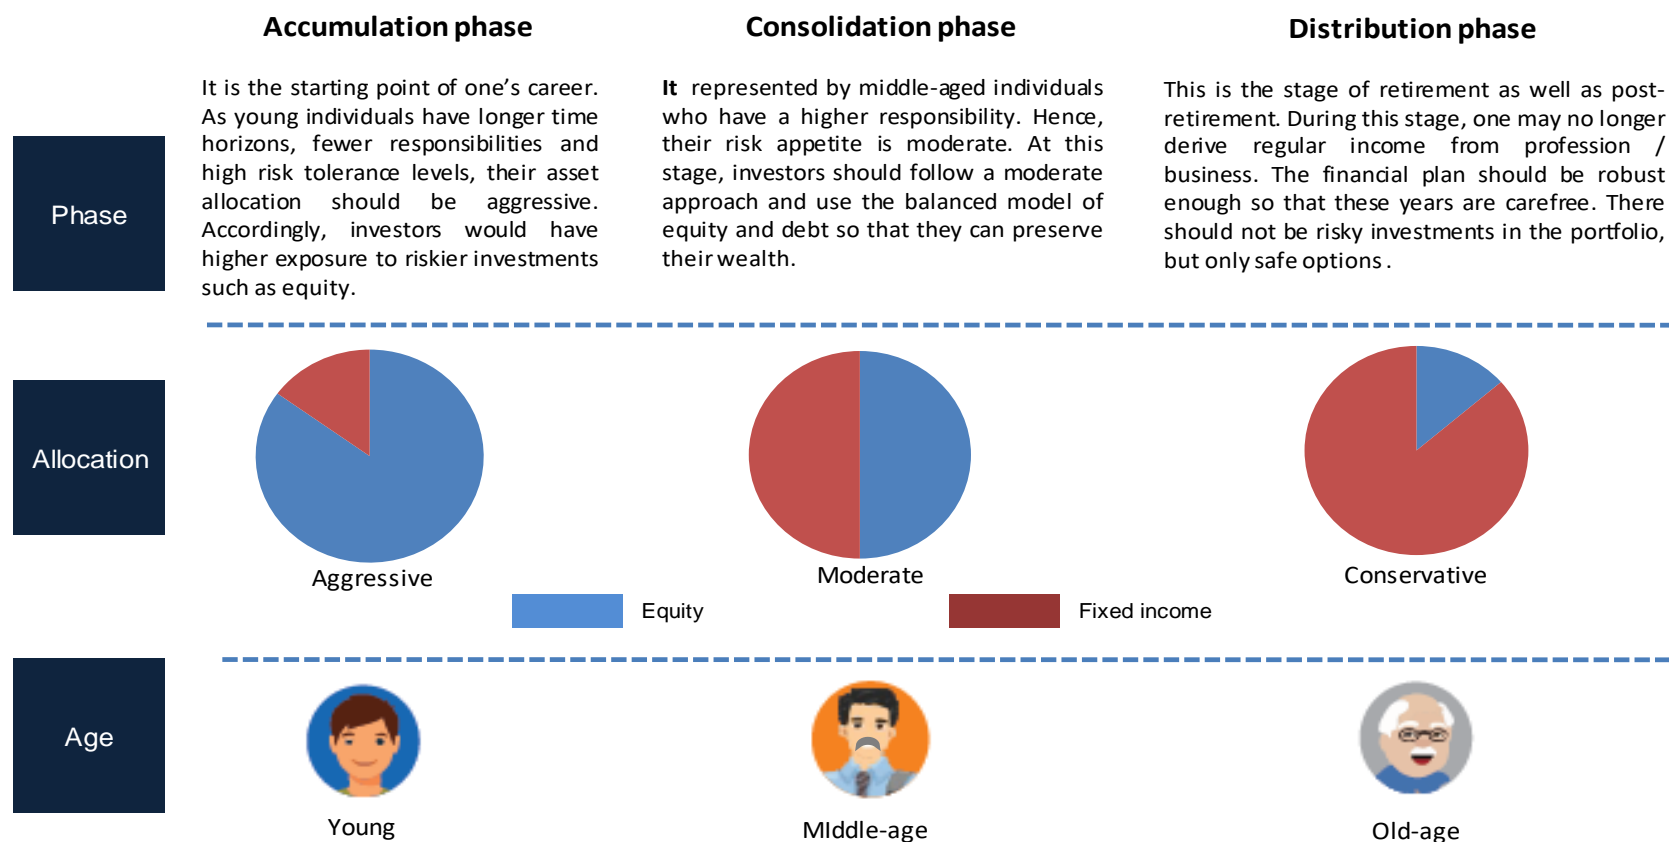 Accumulation phase
Consolidation phase
Distribution phase
Phase
It is the starting point of one’s career.
As young individuals have longer time
horizons, fewer responsibilities and
high risk tolerance levels, their asset
allocation should be aggressive.
Accordingly, investors would have
higher exposure to riskier investments
such as equity.
It represented by middle-aged individuals
who have a higher responsibility. Hence,
their risk appetite is moderate. At this
stage, investors should follow a moderate
approach and use the balanced model of
equity and debt so that they can preserve
their wealth.
This is the stage of retirement as well as post-
retirement. During this stage, one may no longer
derive regular income from profession /
business. The financial plan should be robust
enough so that these years are carefree. There
should not be risky investments in the portfolio,
but only safe options .
Allocation
Aggressive
Moderate
Conservative
Equity
Fixed income
Age
Young
MIddle-age
Old-age